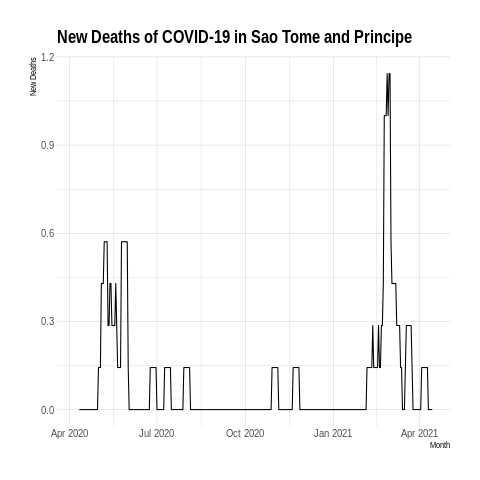 New Deaths of COVID-19 in Sao Tome and Principe
New Deaths
1.2
0.9
0.6
0.3
0.0
Apr 2020 Jul 2020 Oct 2020 Jan 2021 Apr 2021
Month